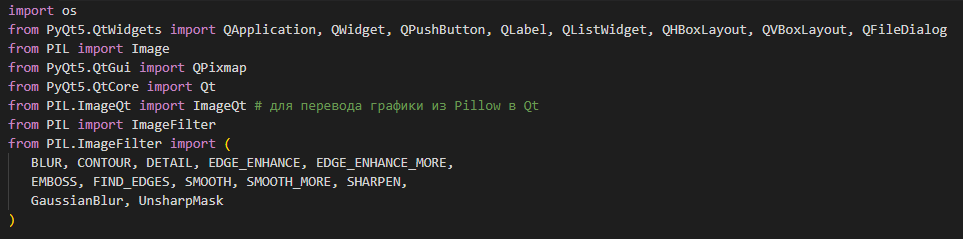 import os
from PyQt5.QtWidgets import QApplication, QWidget, QPushButton, QLabel, QListWidget, QHBoxLayout, QVBoxLayout, QFileDialog
from PIL import Image
from PyQt5.QtGui import QPixmap
from PyQt5.QtCore import Qt
from PIL.ImageQt import ImageQt # для перевода графики из Pillow в Qt
from PIL import ImageFilter
from PIL.ImageFilter import (
BLUR, CONTOUR, DETAIL, EDGE_ENHANCE, EDGE_ENHANCE_MORE,
EMBOSS, FIND_EDGES, SMOOTH, SMOOTH_MORE, SHARPEN,
GaussianBlur, UnsharpMask
)